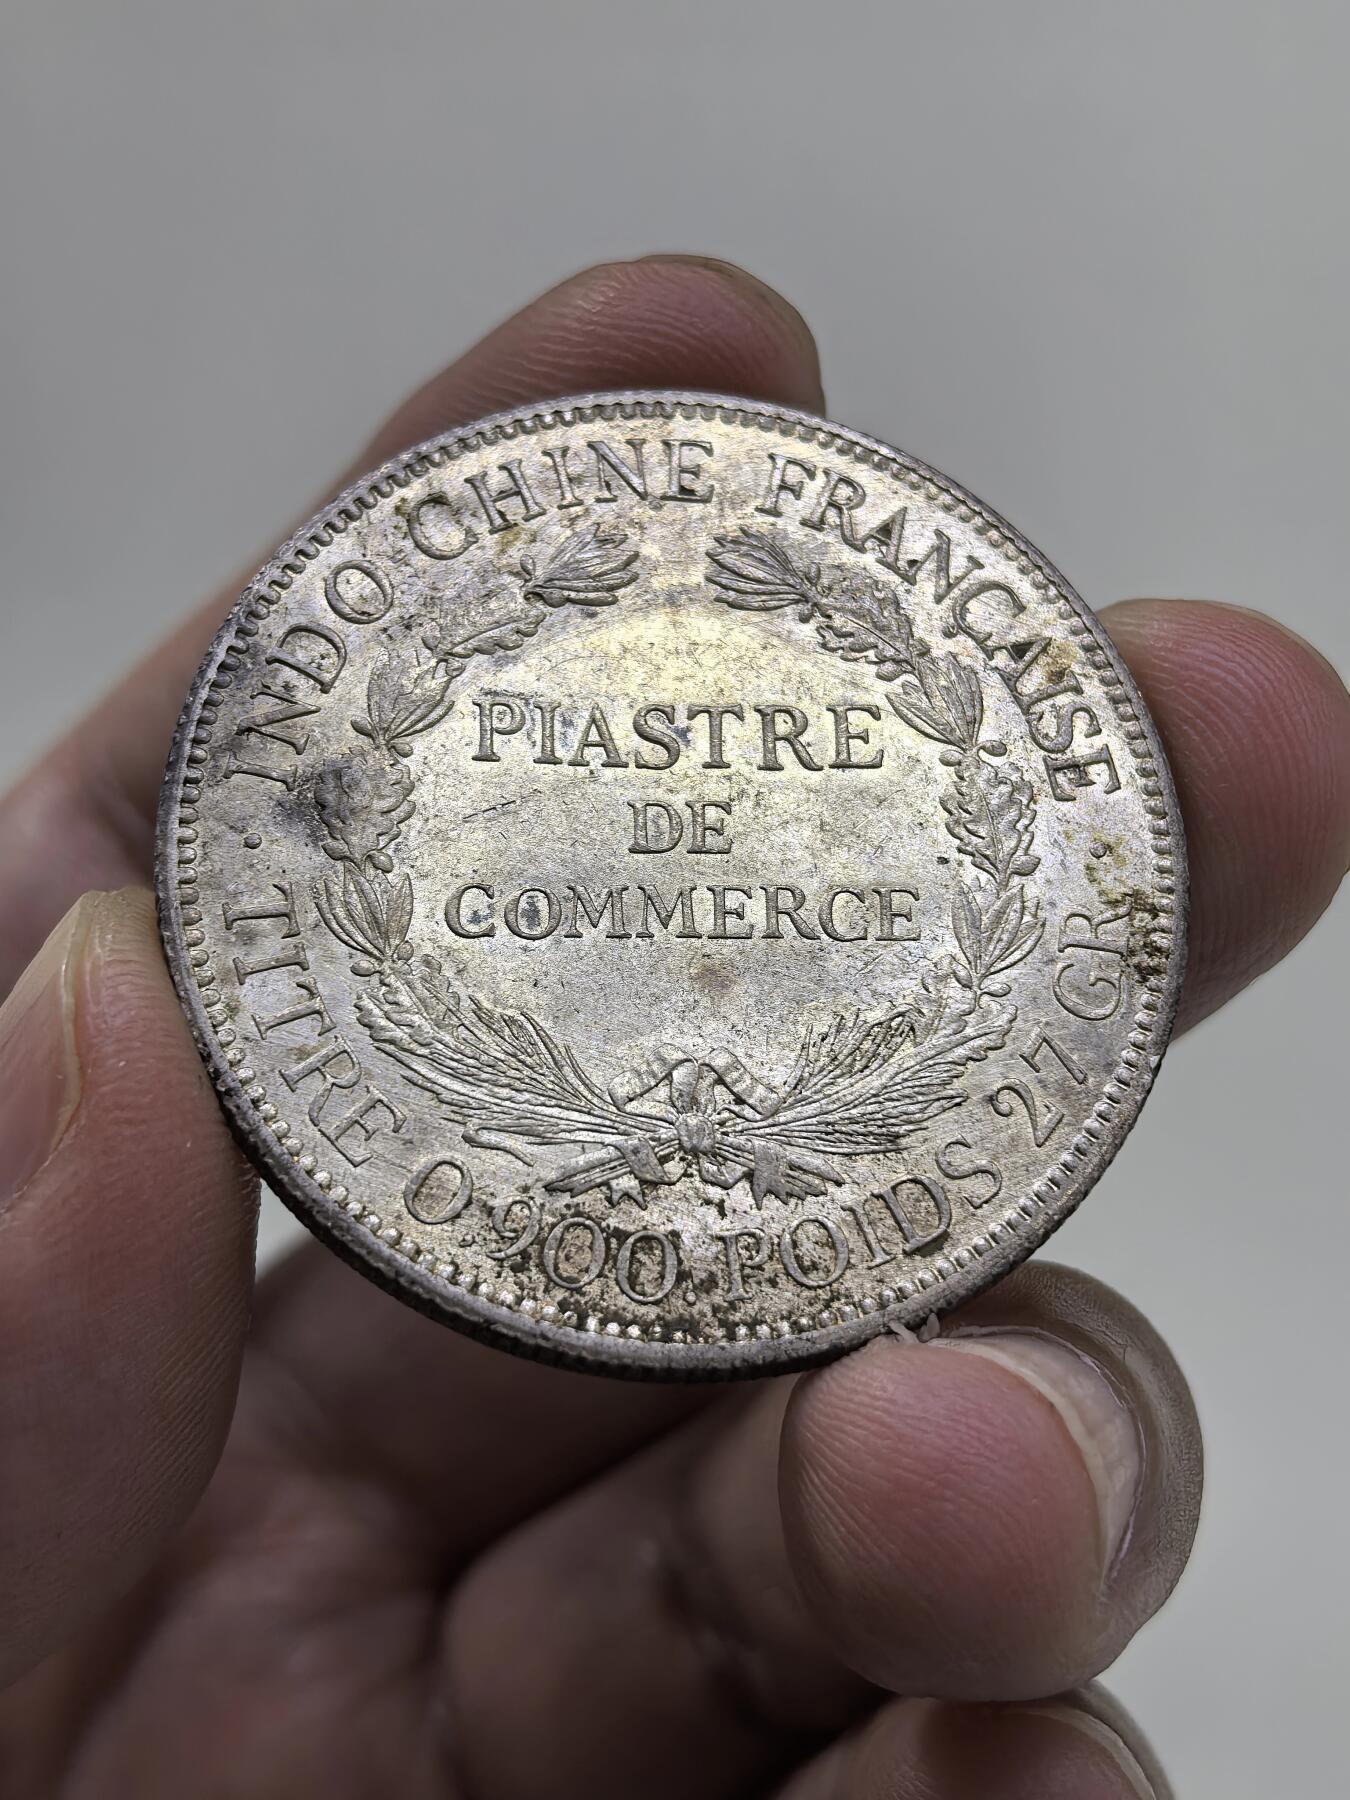 INDO CHINE FRANÇAISE
PIASTRE
DE
COMMERCE
TITRE 0,900. POIDS 27 GR.